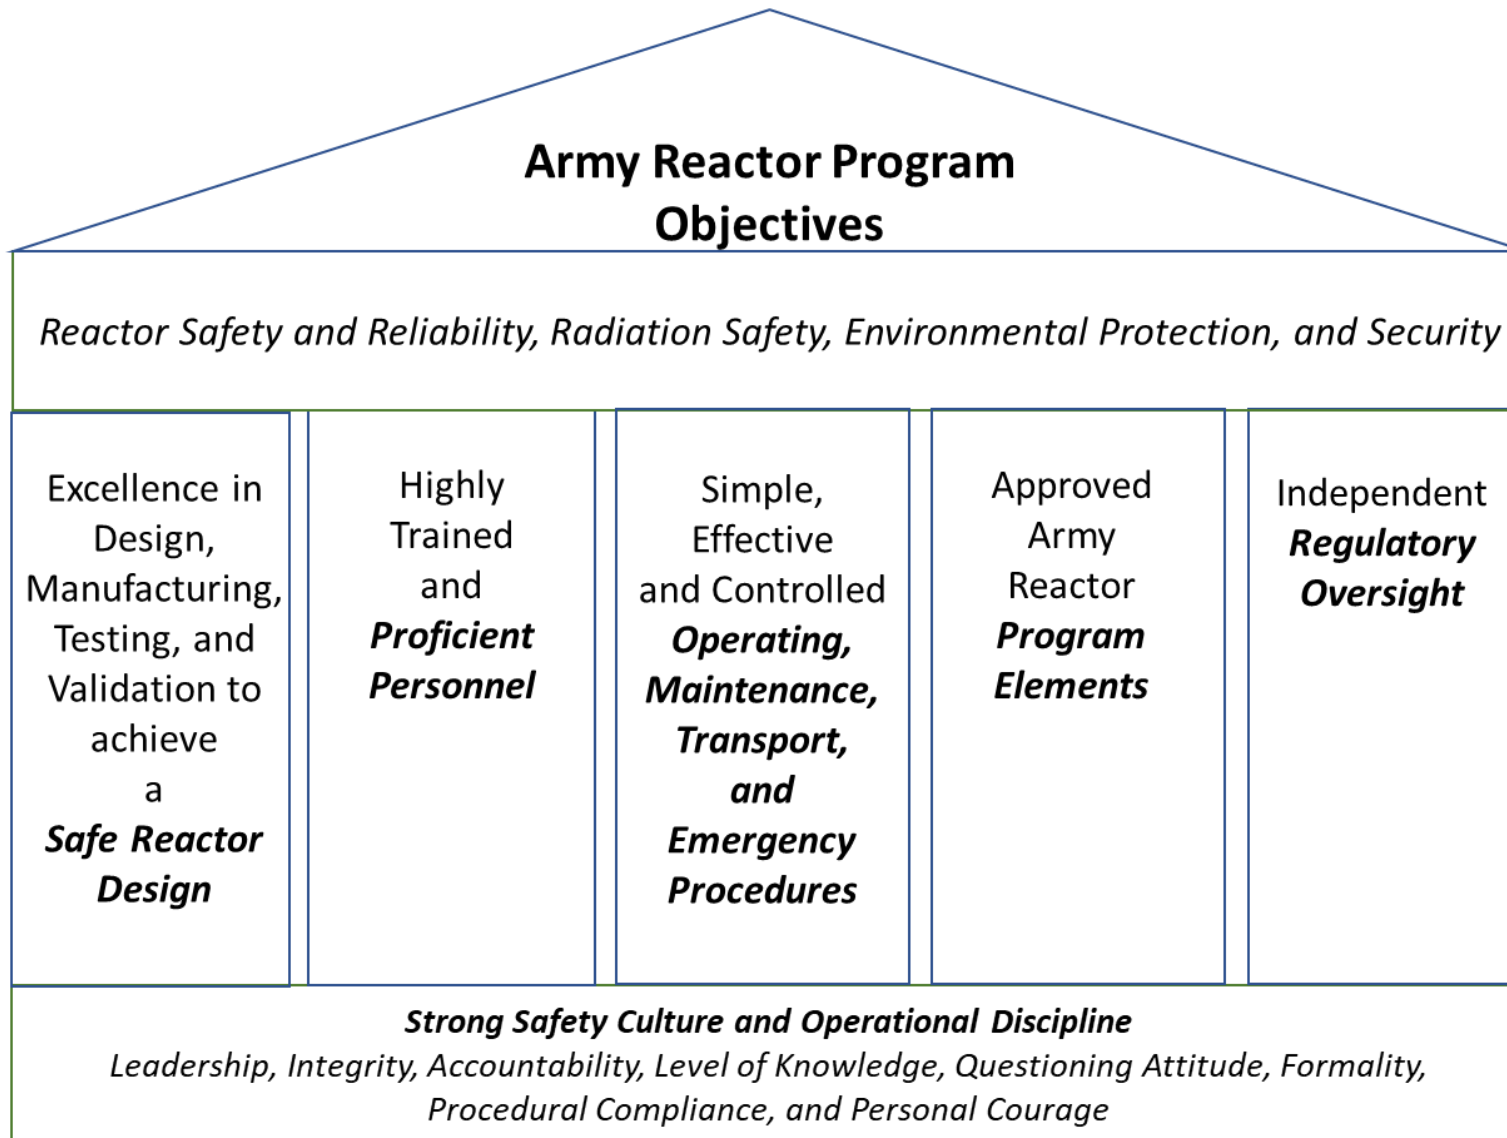 Army Reactor Program
Objectives
Reactor Safety and Reliability, Radiation Safety, Environmental Protection, and Security
Excellence in
Design,
Manufacturing,
Testing, and
Validation to
achieve
a
Safe Reactor
Design
Highly
Trained
and
Proficient
Personnel
Simple,
Effective
and Controlled
Operating,
Maintenance,
Transport,
and
Emergency
Procedures
Approved
Army
Reactor
Program
Elements
Independent
Regulatory
Oversight
Strong Safety Culture and Operational Discipline
Leadership, Integrity, Accountability, Level of Knowledge, Questioning Attitude, Formality,
Procedural Compliance, and Personal Courage